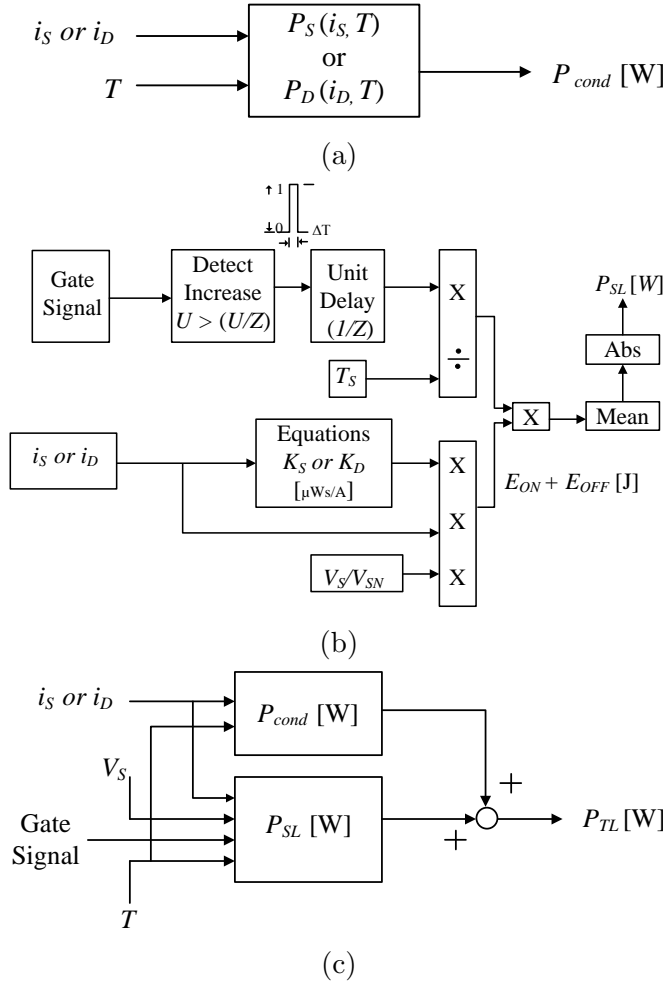 i_S or i_D
T
P_S (i_S, T)
or
P_D (i_D, T)
P_cond [W]
(a)
1
0
ΔT
Gate
Signal
Detect
Increase
U > (U/Z)
Unit
Delay
(1/Z)
X
÷
T_S
P_SL [W]
Abs
Mean
X
i_S or i_D
Equations
K_S or K_D
[μWs/A]
X
X
X
E_ON + E_OFF [J]
V_S/V_SN
(b)
i_S or i_D
V_S
Gate
Signal
T
P_cond [W]
P_SL [W]
+
+
P_TL [W]
(c)